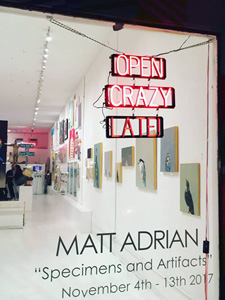 OPEN
CRAZY
LATE
MATT ADRIAN
"Specimens and Artifacts"
November 4th - 13th 2017